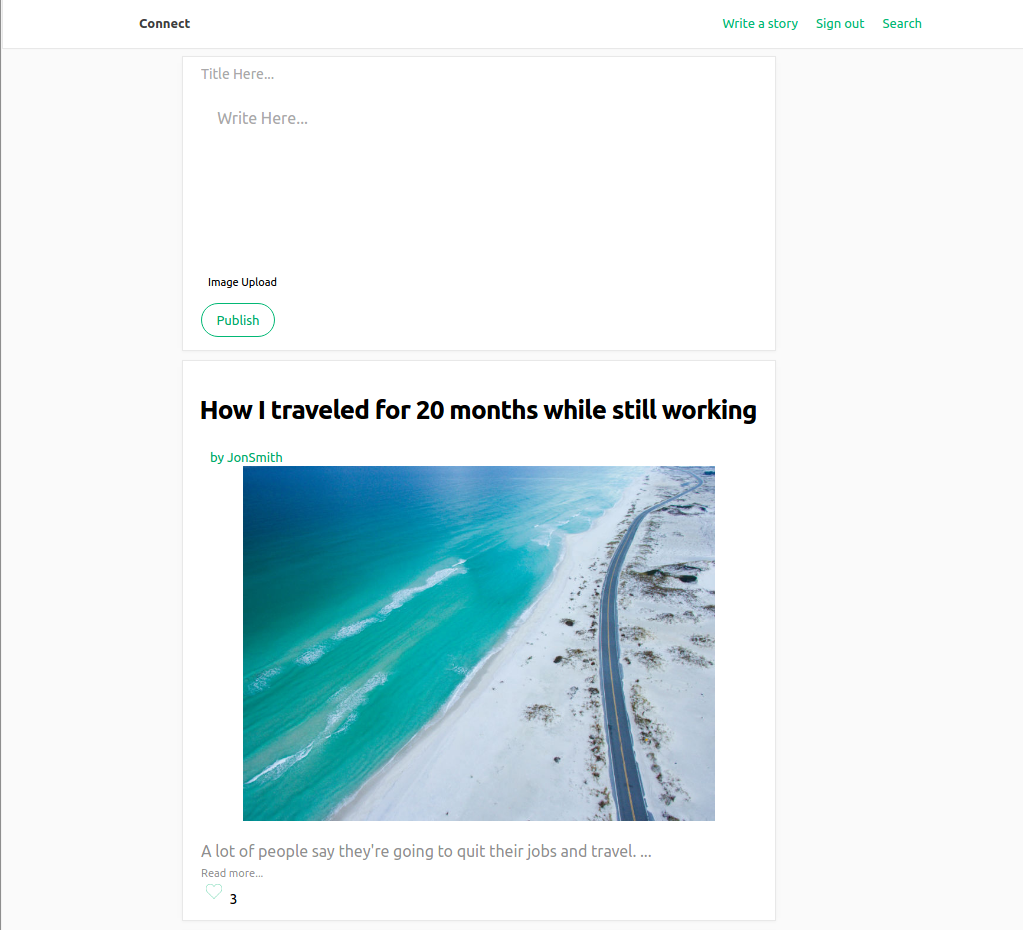 Connect Write a story Sign out Search
Title Here...
Write Here...
Image Upload
Publish
How I traveled for 20 months while still working
by JonSmith
A lot of people say they're going to quit their jobs and travel. ...
Read more...
3